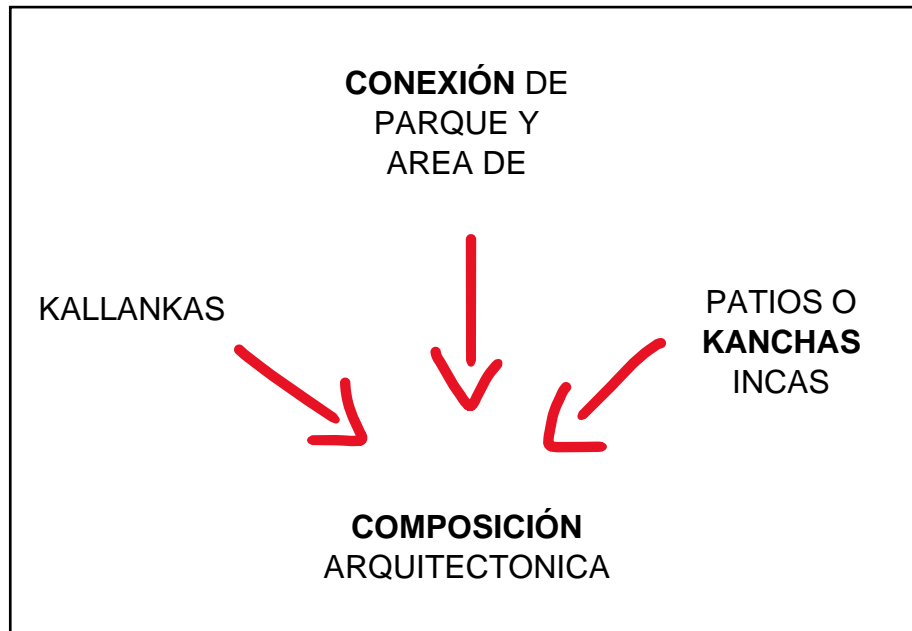 CONEXIÓN DE
PARQUE Y
AREA DE
KALLANKAS
PATIOS O
KANCHAS
INCAS
COMPOSICIÓN
ARQUITECTONICA